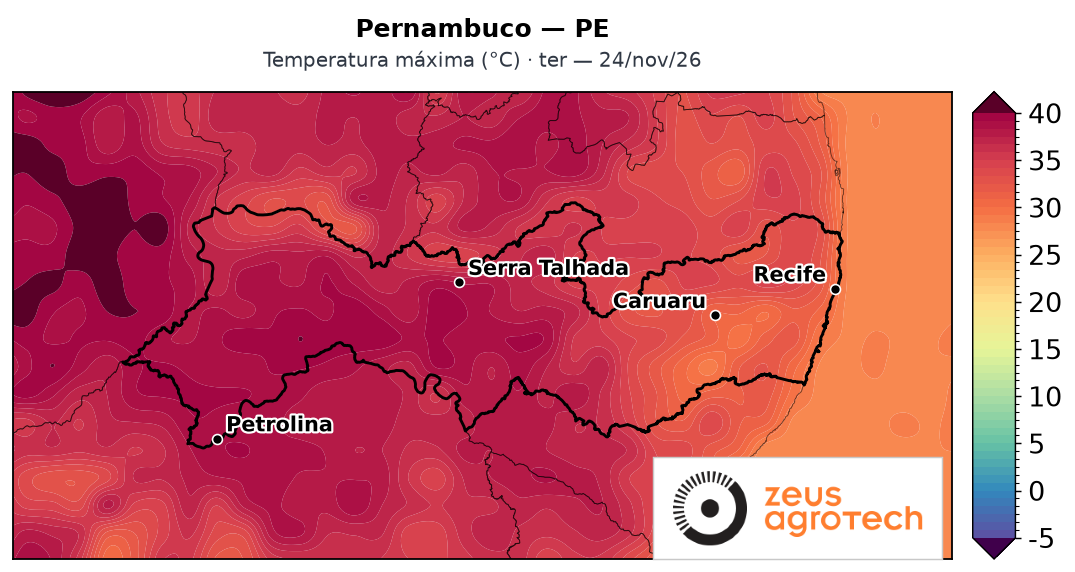 Pernambuco — PE
Temperatura máxima (°C) · ter — 24/nov/26
40
35
30
25
20
15
10
5
0
-5
Serra Talhada
Recife
Caruaru
Petrolina
zeus
agrotech